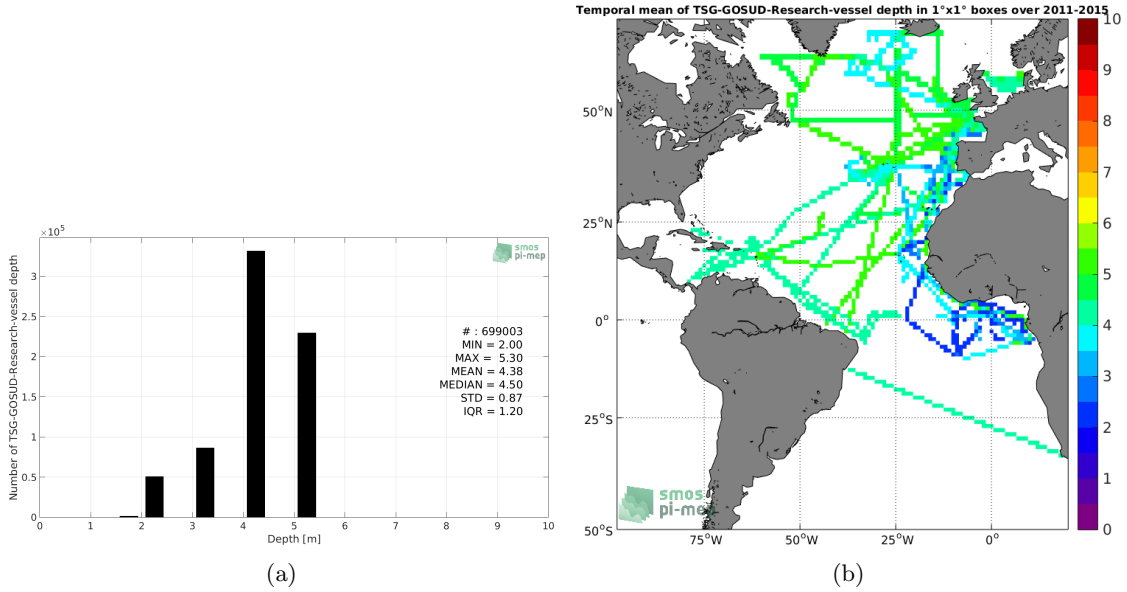 ×10⁵
3
2.5
2
1.5
1
0.5
0
Number of TSG-GOSUD-Research-vessel depth
smos
pi-mep
# : 699003
MIN = 2.00
MAX = 5.30
MEAN = 4.38
MEDIAN = 4.50
STD = 0.87
IQR = 1.20
0 1 2 3 4 5 6 7 8 9 10
Depth [m]
(a)
Temporal mean of TSG-GOSUD-Research-vessel depth in 1°x1° boxes over 2011-2015
50°N
25°N
0°
25°S
50°S
75°W 50°W 25°W 0°
smos
pi-mep
10
9
8
7
6
5
4
3
2
1
0
(b)